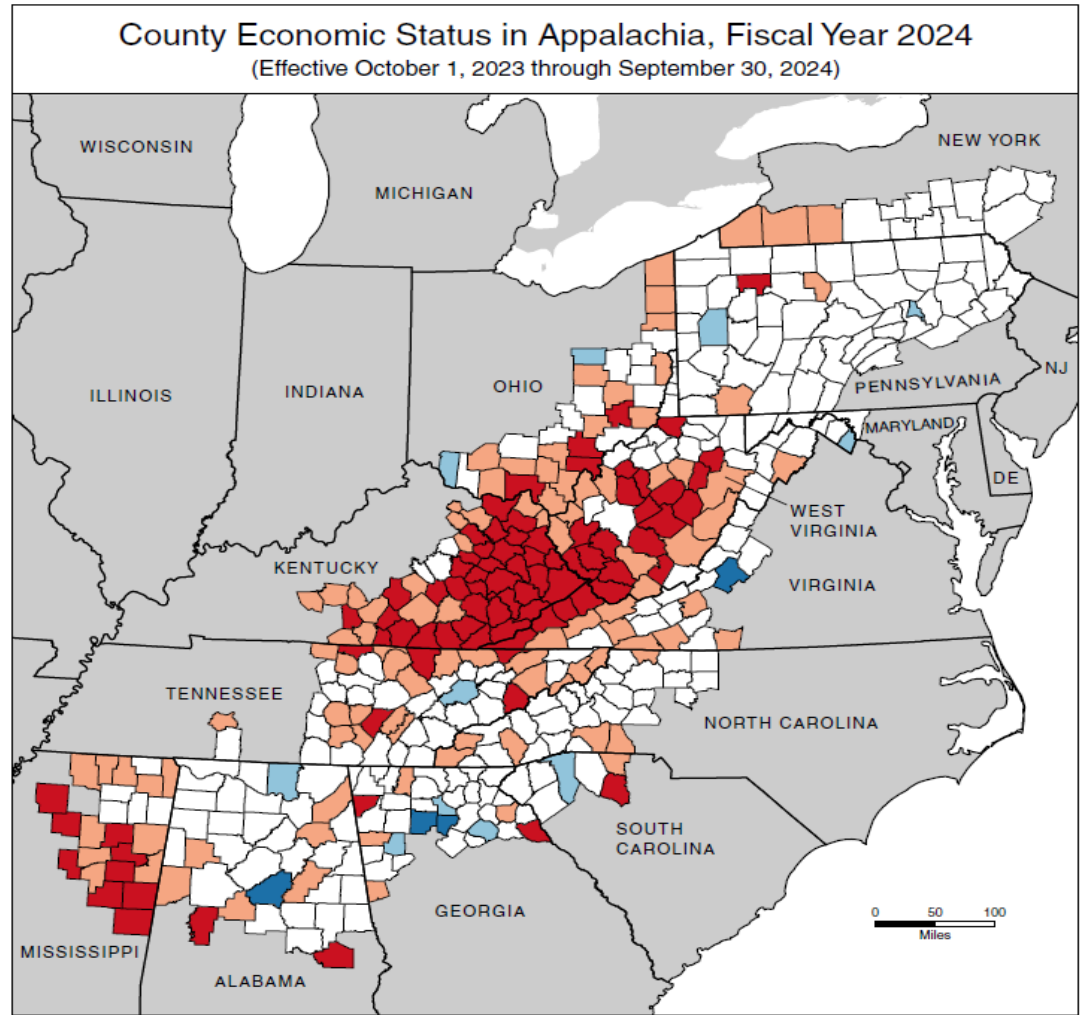 County Economic Status in Appalachia, Fiscal Year 2024
(Effective October 1, 2023 through September 30, 2024)
WISCONSIN
NEW YORK
MICHIGAN
ILLINOIS
INDIANA
OHIO
PENNSYLVANIA
NJ
MARYLAND
DE
WEST
VIRGINIA
KENTUCKY
VIRGINIA
TENNESSEE
NORTH CAROLINA
SOUTH
CAROLINA
GEORGIA
MISSISSIPPI
ALABAMA
0 50 100
Miles